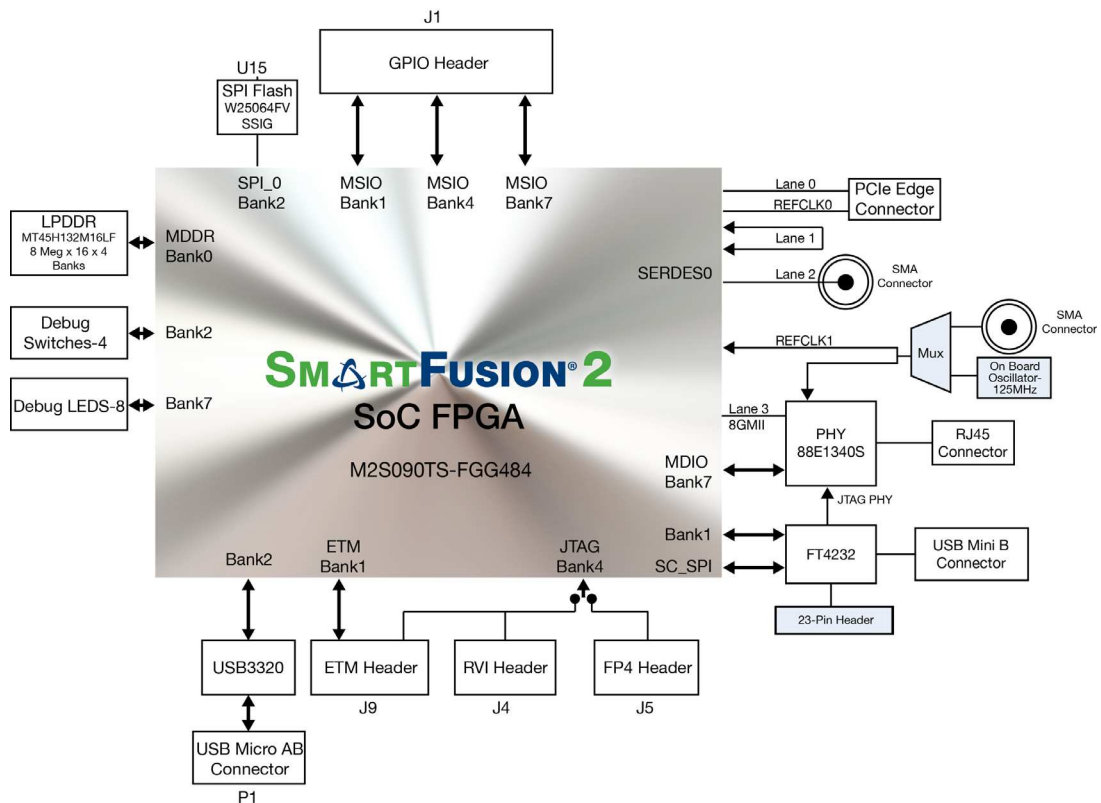 J1
GPIO Header
U15
SPI Flash
W25064FV
SSIG
SPI_0
Bank2
MSIO
Bank1
MSIO
Bank4
MSIO
Bank7
LPDDR
MT45H132M16LF
8 Meg x 16 x 4
Banks
MDDR
Bank0
Debug
Switches-4
Bank2
Debug LEDS-8
Bank7
SMARTFUSION® 2
SoC FPGA
M2S090TS-FGG484
Lane 0
REFCLK0
PCIe Edge
Connector
Lane 1
SERDES0
Lane 2
SMA
Connector
REFCLK1
Mux
SMA
Connector
On Board
Oscillator-
125MHz
Lane 3
8GMII
PHY
88E1340S
RJ45
Connector
MDIO
Bank7
JTAG PHY
Bank1
SC_SPI
FT4232
USB Mini B
Connector
23-Pin Header
Bank2
ETM
Bank1
JTAG
Bank4
USB3320
ETM Header
RVI Header
FP4 Header
J9
J4
J5
USB Micro AB
Connector
P1